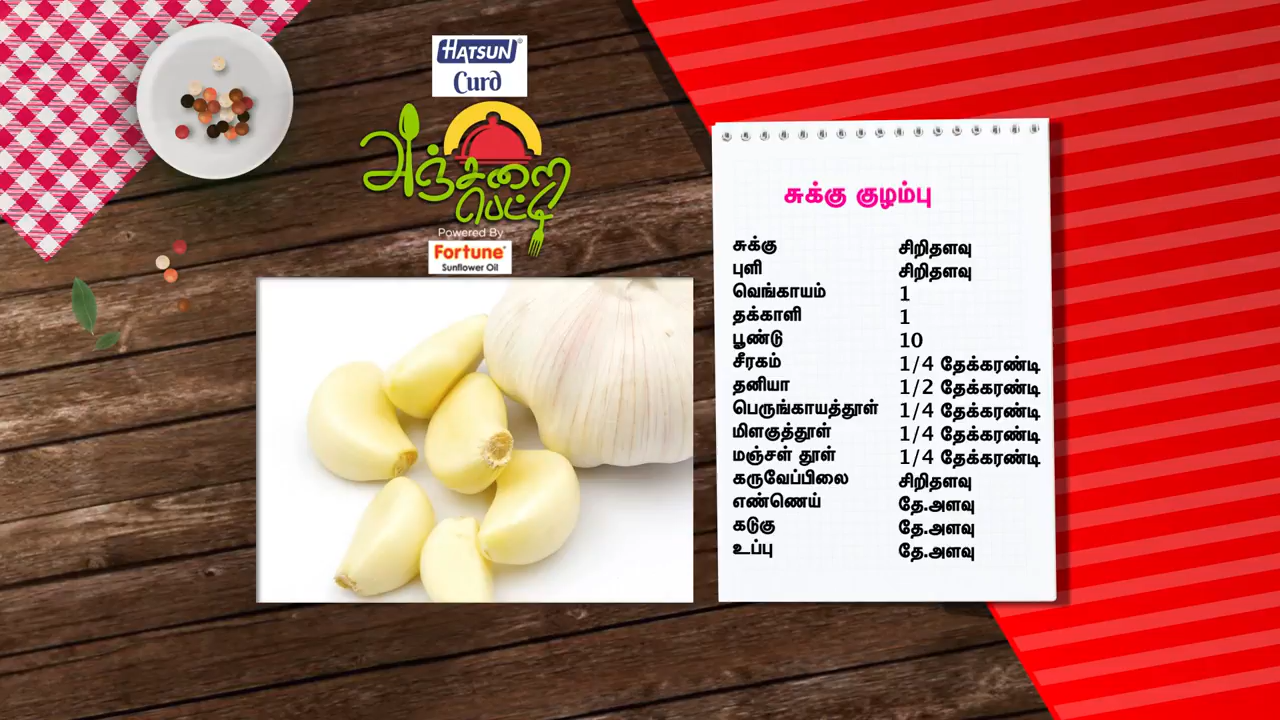 HATSUN®
Curd
அஞ்சறை
பெட்டி
Powered By
Fortune
Sunflower Oil
சுக்கு குழம்பு
சுக்கு சிறிதளவு
புளி சிறிதளவு
வெங்காயம் 1
தக்காளி 1
பூண்டு 10
சீரகம் 1/4 தேக்கரண்டி
தனியா 1/2 தேக்கரண்டி
பெருங்காயத்தூள் 1/4 தேக்கரண்டி
மிளகுத்தூள் 1/4 தேக்கரண்டி
மஞ்சள் தூள் 1/4 தேக்கரண்டி
கருவேப்பிலை சிறிதளவு
எண்ணெய் தே.அளவு
கடுகு தே.அளவு
உப்பு தே.அளவு